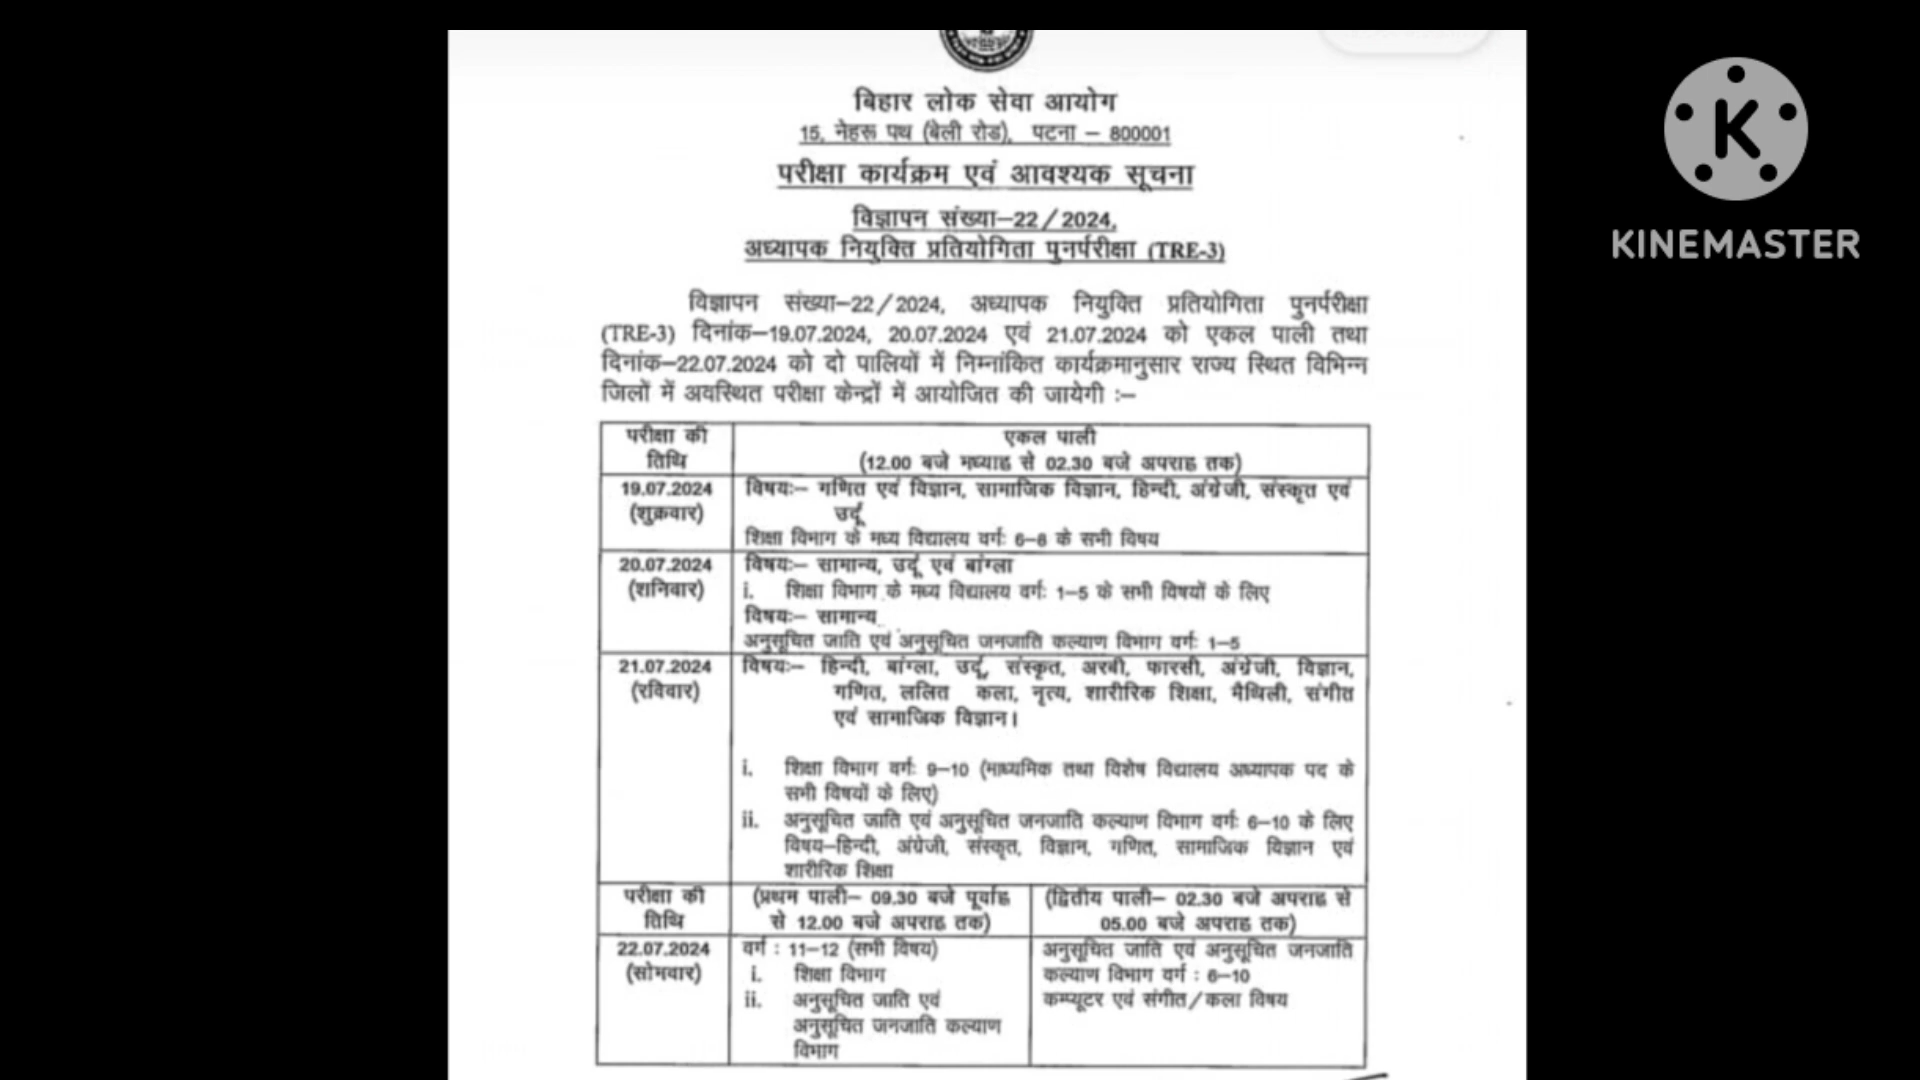 बिहार लोक सेवा आयोग
15, नेहरू पथ (बेली रोड), पटना – 800001
परीक्षा कार्यक्रम एवं आवश्यक सूचना
विज्ञापन संख्या–22/2024,
अध्यापक नियुक्ति प्रतियोगिता पुनर्परीक्षा (TRE-3)
विज्ञापन संख्या–22/2024, अध्यापक नियुक्ति प्रतियोगिता पुनर्परीक्षा
(TRE-3) दिनांक–19.07.2024, 20.07.2024 एवं 21.07.2024 को एकल पाली तथा
दिनांक–22.07.2024 को दो पालियों में निम्नांकित कार्यक्रमानुसार राज्य स्थित विभिन्न
जिलों में अवस्थित परीक्षा केन्द्रों में आयोजित की जायेगी :–
परीक्षा की
तिथि
एकल पाली
(12.00 बजे मध्याह्न से 02.30 बजे अपराह्न तक)
19.07.2024
(शुक्रवार)
विषयः– गणित एवं विज्ञान, सामाजिक विज्ञान, हिन्दी, अंग्रेजी, संस्कृत एवं
उर्दू
शिक्षा विभाग के मध्य विद्यालय वर्गः 6–8 के सभी विषय
20.07.2024
(शनिवार)
विषयः– सामान्य, उर्दू एवं बांग्ला
i. शिक्षा विभाग के मध्य विद्यालय वर्गः 1–5 के सभी विषयों के लिए
विषयः– सामान्य
अनुसूचित जाति एवं अनुसूचित जनजाति कल्याण विभाग वर्गः 1–5
21.07.2024
(रविवार)
विषयः– हिन्दी, बांग्ला, उर्दू, संस्कृत, अरबी, फारसी, अंग्रेजी, विज्ञान,
गणित, ललित कला, नृत्य, शारीरिक शिक्षा, मैथिली, संगीत
एवं सामाजिक विज्ञान।
i. शिक्षा विभाग वर्गः 9–10 (माध्यमिक तथा विशेष विद्यालय अध्यापक पद के
सभी विषयों के लिए)
ii. अनुसूचित जाति एवं अनुसूचित जनजाति कल्याण विभाग वर्गः 6–10 के लिए
विषय–हिन्दी, अंग्रेजी, संस्कृत, विज्ञान, गणित, सामाजिक विज्ञान एवं
शारीरिक शिक्षा
परीक्षा की
तिथि
(प्रथम पाली– 09.30 बजे पूर्वाह्न
से 12.00 बजे अपराह्न तक)
(द्वितीय पाली– 02.30 बजे अपराह्न से
05.00 बजे अपराह्न तक)
22.07.2024
(सोमवार)
वर्ग : 11–12 (सभी विषय)
i. शिक्षा विभाग
ii. अनुसूचित जाति एवं
अनुसूचित जनजाति कल्याण
विभाग
अनुसूचित जाति एवं अनुसूचित जनजाति
कल्याण विभाग वर्ग : 6–10
कम्प्यूटर एवं संगीत/कला विषय
K
KINEMASTER